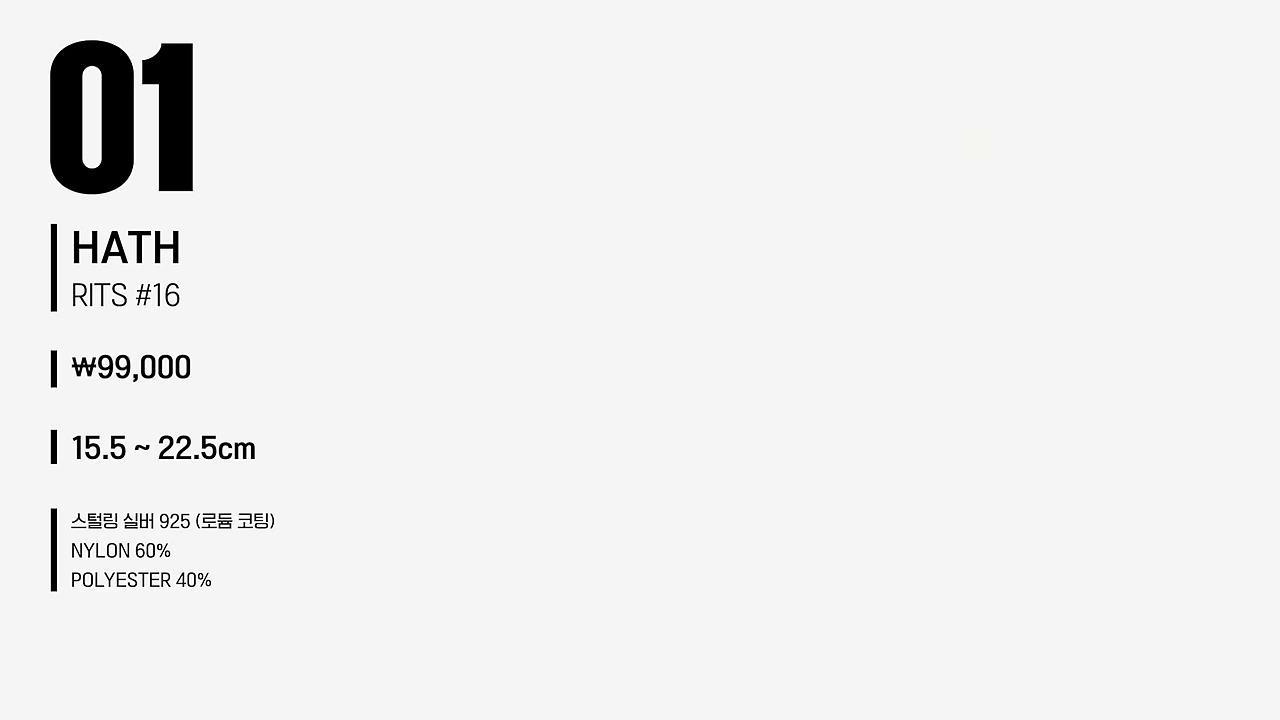 01
HATH
RITS #16
₩99,000
15.5 ~ 22.5cm
스털링 실버 925 (로듐 코팅)
NYLON 60%
POLYESTER 40%